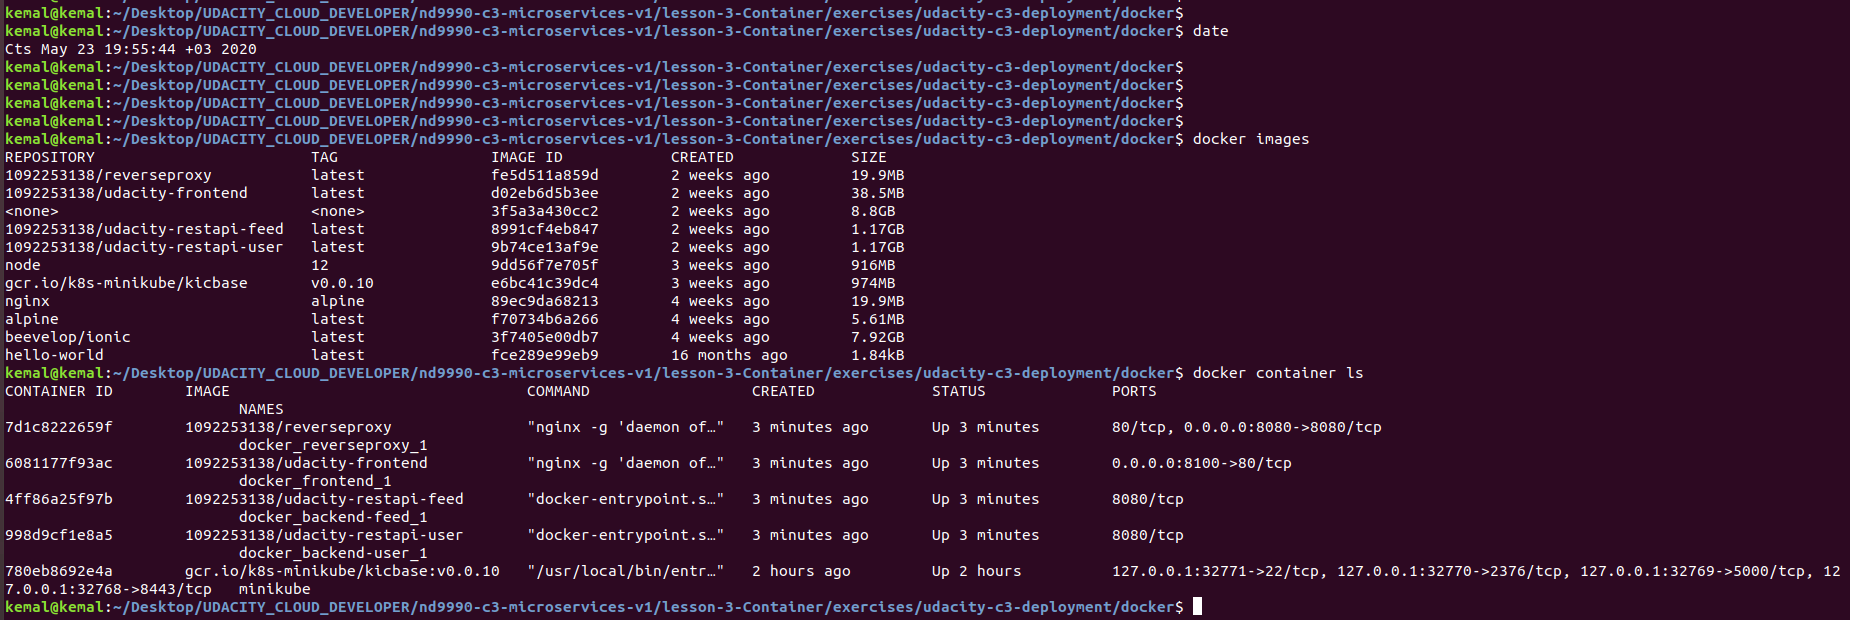 kemal@kemal:~/Desktop/UDACITY_CLOUD_DEVELOPER/nd9990-c3-microservices-v1/lesson-3-Container/exercises/udacity-c3-deployment/docker$
kemal@kemal:~/Desktop/UDACITY_CLOUD_DEVELOPER/nd9990-c3-microservices-v1/lesson-3-Container/exercises/udacity-c3-deployment/docker$ date
Cts May 23 19:55:44 +03 2020
kemal@kemal:~/Desktop/UDACITY_CLOUD_DEVELOPER/nd9990-c3-microservices-v1/lesson-3-Container/exercises/udacity-c3-deployment/docker$
kemal@kemal:~/Desktop/UDACITY_CLOUD_DEVELOPER/nd9990-c3-microservices-v1/lesson-3-Container/exercises/udacity-c3-deployment/docker$
kemal@kemal:~/Desktop/UDACITY_CLOUD_DEVELOPER/nd9990-c3-microservices-v1/lesson-3-Container/exercises/udacity-c3-deployment/docker$
kemal@kemal:~/Desktop/UDACITY_CLOUD_DEVELOPER/nd9990-c3-microservices-v1/lesson-3-Container/exercises/udacity-c3-deployment/docker$
kemal@kemal:~/Desktop/UDACITY_CLOUD_DEVELOPER/nd9990-c3-microservices-v1/lesson-3-Container/exercises/udacity-c3-deployment/docker$ docker images
REPOSITORY                        TAG                 IMAGE ID            CREATED             SIZE
1092253138/reverseproxy           latest              fe5d511a859d        2 weeks ago         19.9MB
1092253138/udacity-frontend       latest              d02eb6d5b3ee        2 weeks ago         38.5MB
<none>                            <none>              3f5a3a430cc2        2 weeks ago         8.8GB
1092253138/udacity-restapi-feed   latest              8991cf4eb847        2 weeks ago         1.17GB
1092253138/udacity-restapi-user   latest              9b74ce13af9e        2 weeks ago         1.17GB
node                              12                  9dd56f7e705f        3 weeks ago         916MB
gcr.io/k8s-minikube/kicbase       v0.0.10             e6bc41c39dc4        3 weeks ago         974MB
nginx                             alpine              89ec9da68213        4 weeks ago         19.9MB
alpine                            latest              f70734b6a266        4 weeks ago         5.61MB
beevelop/ionic                    latest              3f7405e00db7        4 weeks ago         7.92GB
hello-world                       latest              fce289e99eb9        16 months ago       1.84kB
kemal@kemal:~/Desktop/UDACITY_CLOUD_DEVELOPER/nd9990-c3-microservices-v1/lesson-3-Container/exercises/udacity-c3-deployment/docker$ docker container ls
CONTAINER ID        IMAGE                                 COMMAND                  CREATED             STATUS              PORTS
                          NAMES
7d1c8222659f        1092253138/reverseproxy               "nginx -g 'daemon of…"   3 minutes ago       Up 3 minutes        80/tcp, 0.0.0.0:8080->8080/tcp
                          docker_reverseproxy_1
6081177f93ac        1092253138/udacity-frontend           "nginx -g 'daemon of…"   3 minutes ago       Up 3 minutes        0.0.0.0:8100->80/tcp
                          docker_frontend_1
4ff86a25f97b        1092253138/udacity-restapi-feed       "docker-entrypoint.s…"   3 minutes ago       Up 3 minutes        8080/tcp
                          docker_backend-feed_1
998d9cf1e8a5        1092253138/udacity-restapi-user       "docker-entrypoint.s…"   3 minutes ago       Up 3 minutes        8080/tcp
                          docker_backend-user_1
780eb8692e4a        gcr.io/k8s-minikube/kicbase:v0.0.10   "/usr/local/bin/entr…"   2 hours ago         Up 2 hours          127.0.0.1:32771->22/tcp, 127.0.0.1:32770->2376/tcp, 127.0.0.1:32769->5000/tcp, 12
7.0.0.1:32768->8443/tcp   minikube
kemal@kemal:~/Desktop/UDACITY_CLOUD_DEVELOPER/nd9990-c3-microservices-v1/lesson-3-Container/exercises/udacity-c3-deployment/docker$